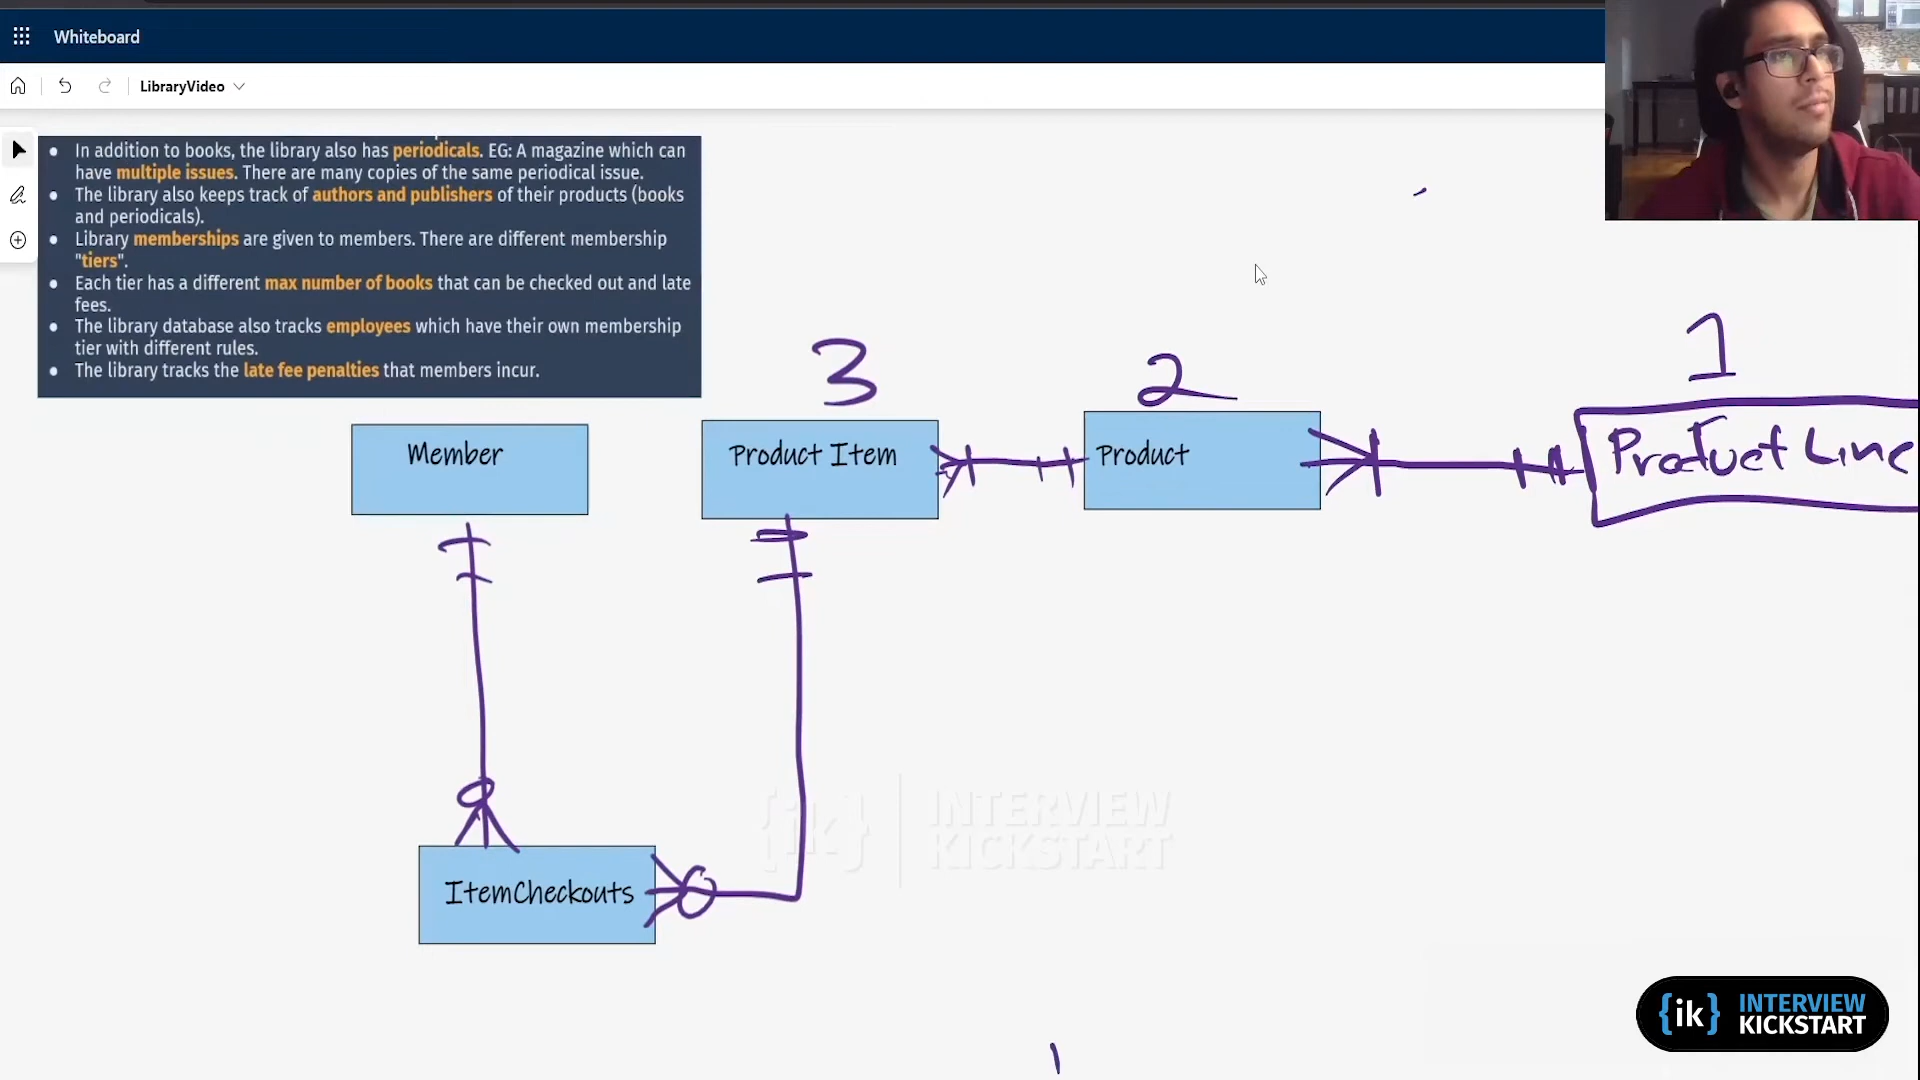 Whiteboard
LibraryVideo
In addition to books, the library also has periodicals. EG: A magazine which can
have multiple issues. There are many copies of the same periodical issue.
The library also keeps track of authors and publishers of their products (books
and periodicals).
Library memberships are given to members. There are different membership
"tiers".
Each tier has a different max number of books that can be checked out and late
fees.
The library database also tracks employees which have their own membership
tier with different rules.
The library tracks the late fee penalties that members incur.
3
2
1
Member
Product Item
Product
Product Line
ItemCheckouts
{ik} INTERVIEW
KICKSTART
{ik} INTERVIEW
KICKSTART